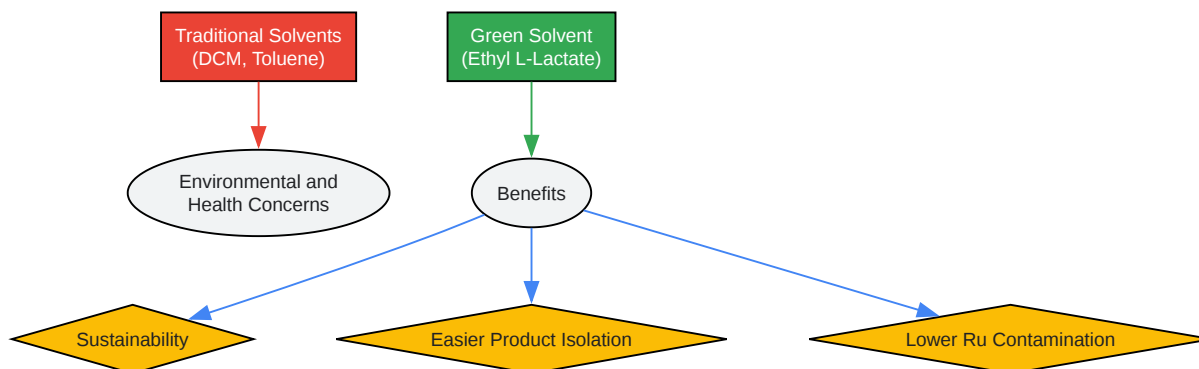 Traditional Solvents
(DCM, Toluene)
Green Solvent
(Ethyl L-Lactate)
Environmental and
Health Concerns
Benefits
Sustainability
Easier Product Isolation
Lower Ru Contamination